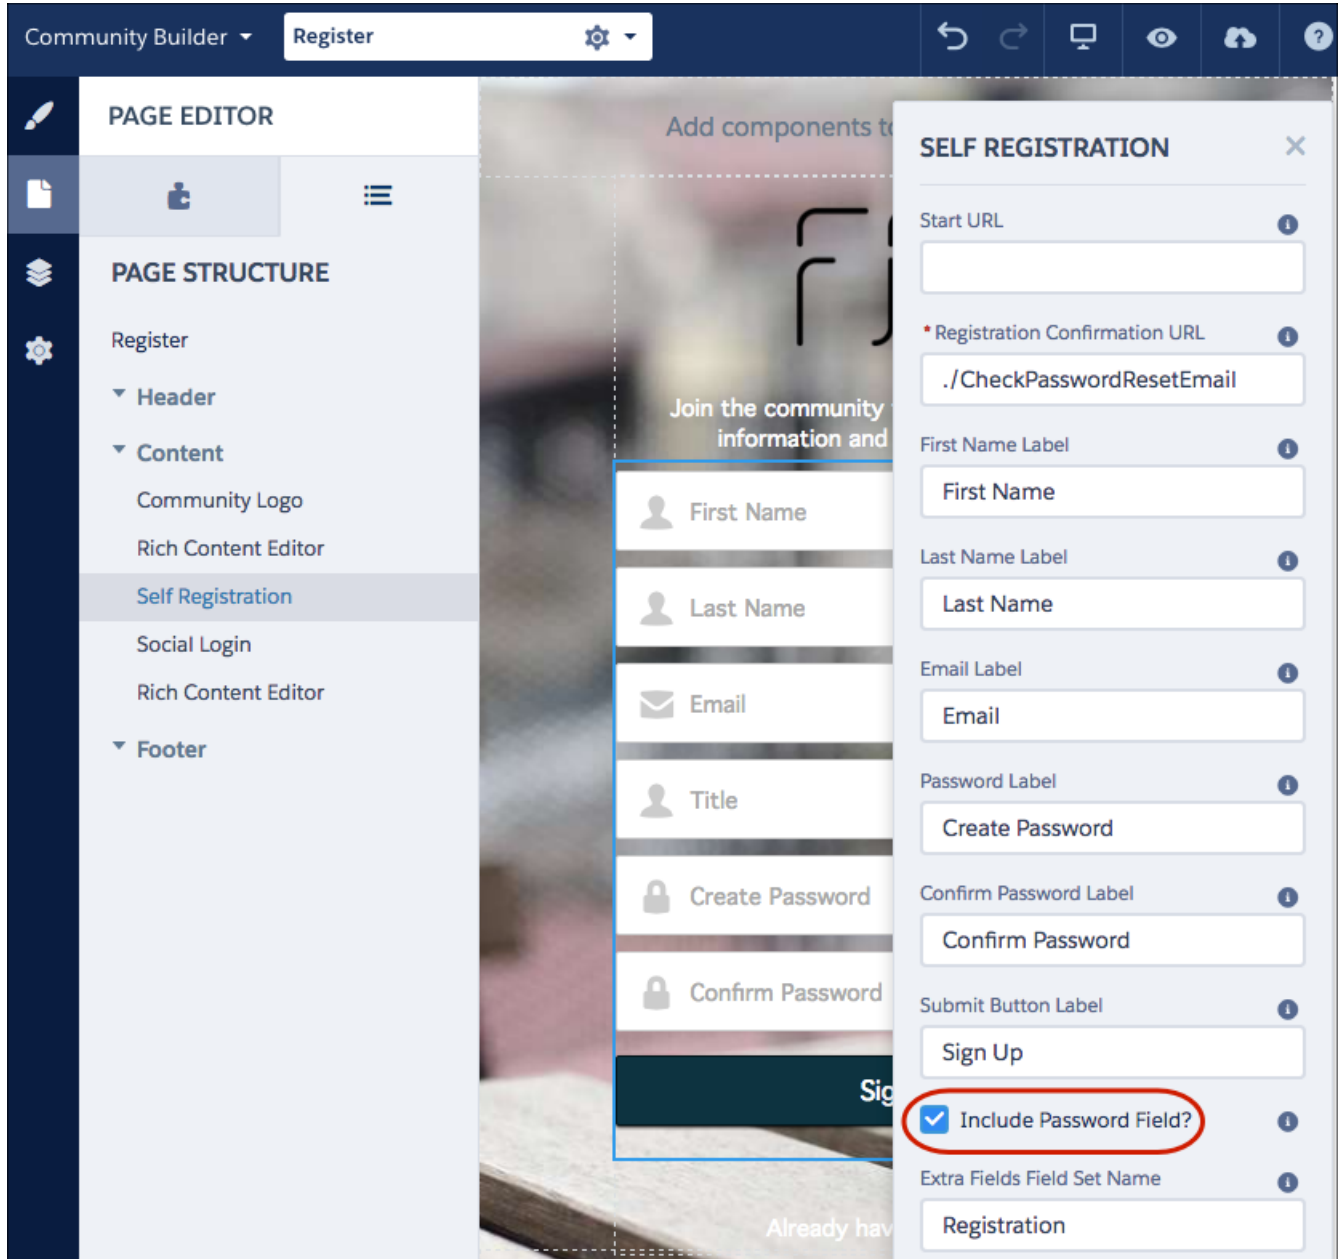 Community Builder
Register
?
PAGE EDITOR
PAGE STRUCTURE
Register
Header
Content
Community Logo
Rich Content Editor
Self Registration
Social Login
Rich Content Editor
Footer
Add components to
Join the community
information and
First Name
Last Name
Email
Title
Create Password
Confirm Password
Sig
Already hav
SELF REGISTRATION
Start URL
*Registration Confirmation URL
./CheckPasswordResetEmail
First Name Label
First Name
Last Name Label
Last Name
Email Label
Email
Password Label
Create Password
Confirm Password Label
Confirm Password
Submit Button Label
Sign Up
Include Password Field?
Extra Fields Field Set Name
Registration